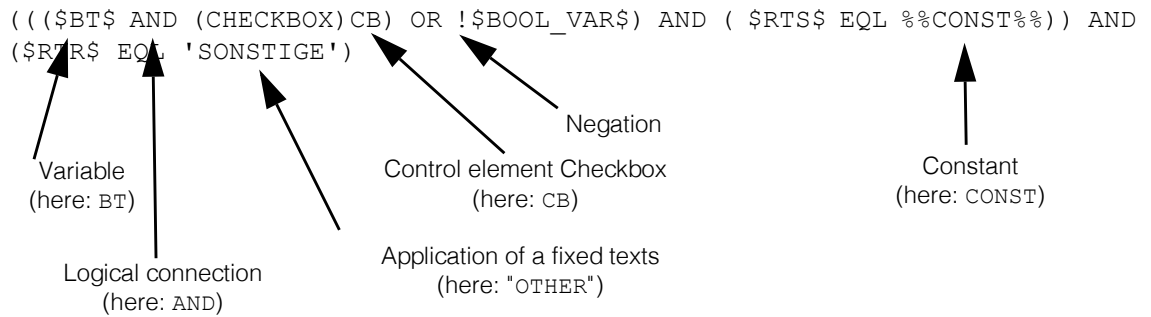 ((($BT$ AND (CHECKBOX)CB) OR !$BOOL_VAR$) AND ( $RTS$ EQL %%CONST%%)) AND
($RTR$ EQL 'SONSTIGE')
Negation
Variable
(here: BT)
Control element Checkbox
(here: CB)
Constant
(here: CONST)
Logical connection
(here: AND)
Application of a fixed texts
(here: "OTHER")